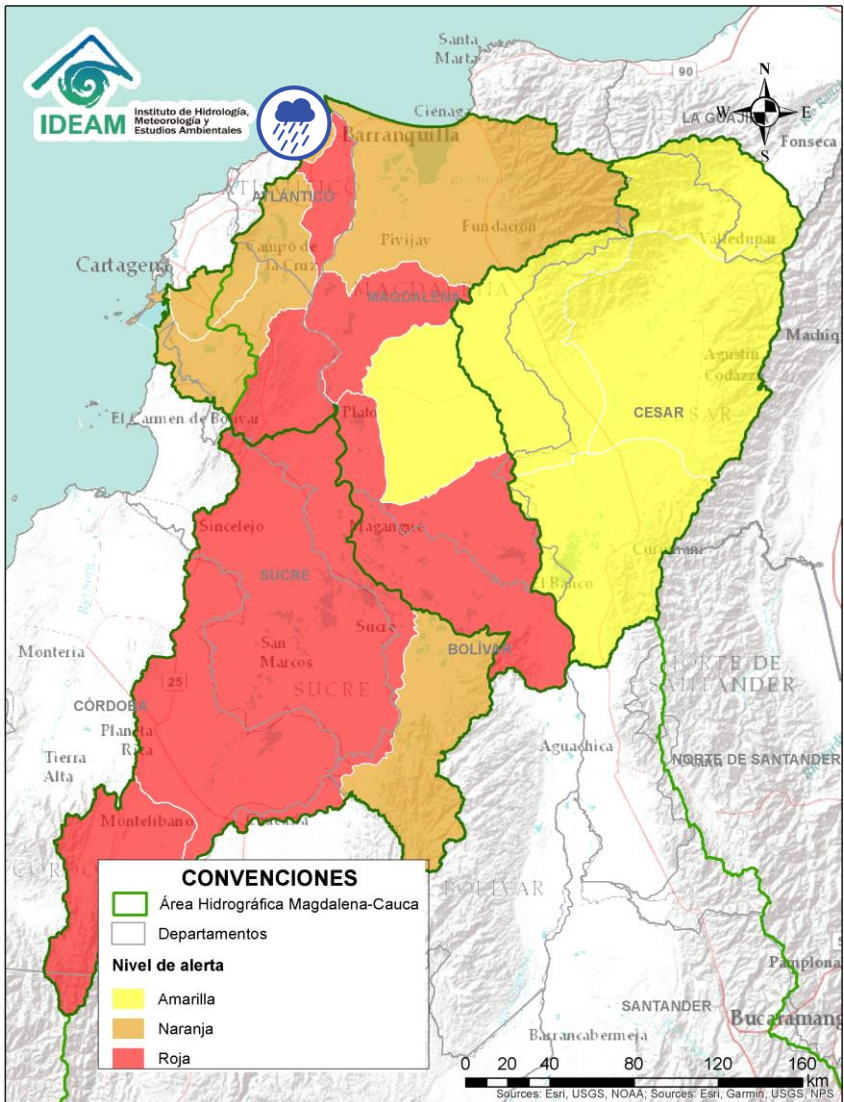 IDEAM
Instituto de Hidrología,
Meteorología y
Estudios Ambientales
Santa
Marta
90
N
W
E
S
LA GUAJIR
Fonseca
Ciénaga
Barranquilla
ATLÁNTICO
Fundación
Pivijay
Valledupar
Campo de
la Cruz
Cartagena
MAGDALENA
Agustín
Codazzi
CESAR
Plato
El Carmen de Bolívar
Sincelejo
Magangué
SUCRE
El Banco
Sucre
BOLÍVAR
San
Marcos
SUCRE
Montería
25
NORTE DE
SANTANDER
CÓRDOBA
Planeta
Rica
Aguachica
NORTE DE SANTANDER
Tierra
Alta
Montelíbano
BOLÍVAR
CONVENCIONES
Área Hidrográfica Magdalena-Cauca
Departamentos
Nivel de alerta
Amarilla
Naranja
Roja
Pamplona
SANTANDER
Bucaramang
Barrancabermeja
0 20 40 80 120 160
km
Sources: Esri, USGS, NOAA; Sources: Esri, Garmin, USGS, NPS